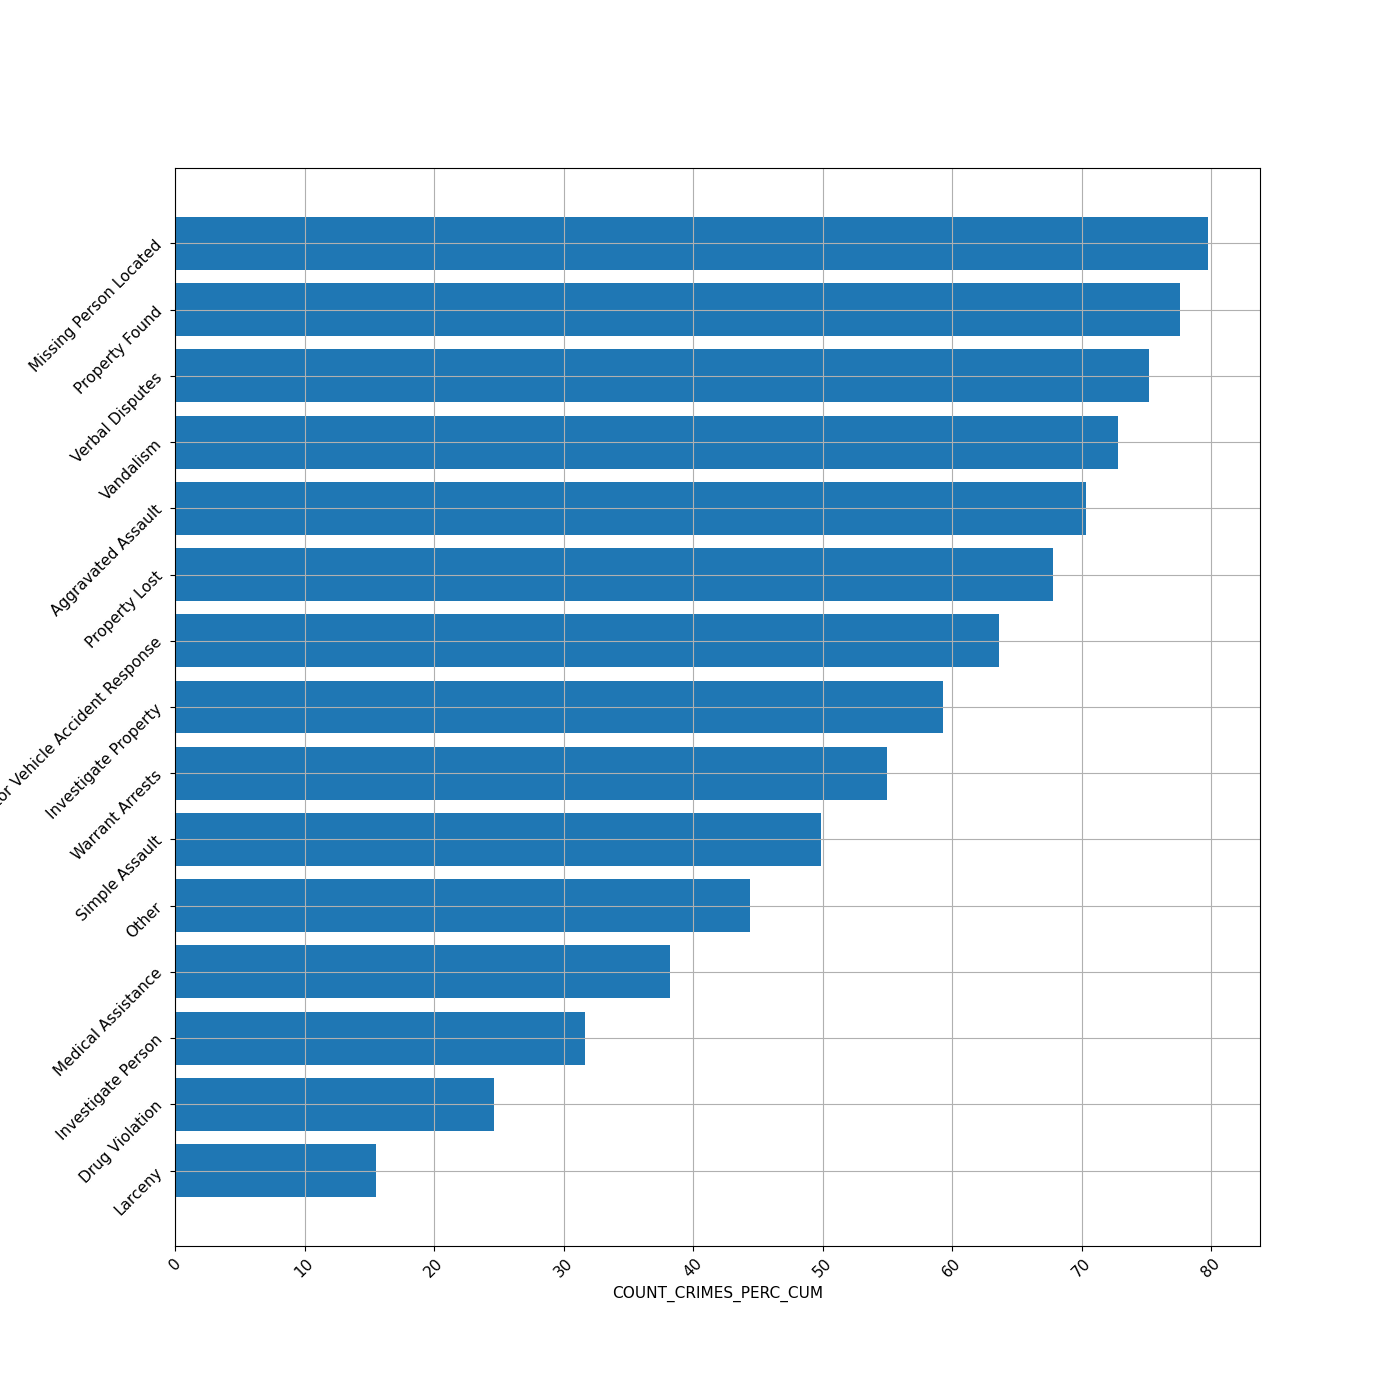 Missing Person Located
Property Found
Verbal Disputes
Vandalism
Aggravated Assault
Property Lost
Vehicle Accident Response
Investigate Property
Warrant Arrests
Simple Assault
Other
Medical Assistance
Investigate Person
Drug Violation
Larceny
0 10 20 30 40 50 60 70 80
COUNT_CRIMES_PERC_CUM